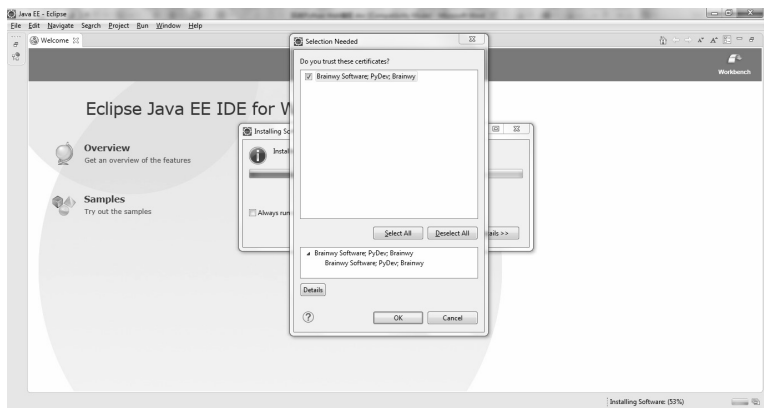 Java EE - Eclipse
File Edit Navigate Search Project Run Window Help
Welcome
Workbench
Eclipse Java EE IDE for W
Overview
Get an overview of the features
Samples
Try out the samples
Installing So
Install
Always run
ails >>
Selection Needed
Do you trust these certificates?
Brainwy Software; PyDev; Brainwy
Select All Deselect All
Brainwy Software; PyDev; Brainwy
Brainwy Software; PyDev; Brainwy
Details
OK Cancel
Installing Software: (53%)